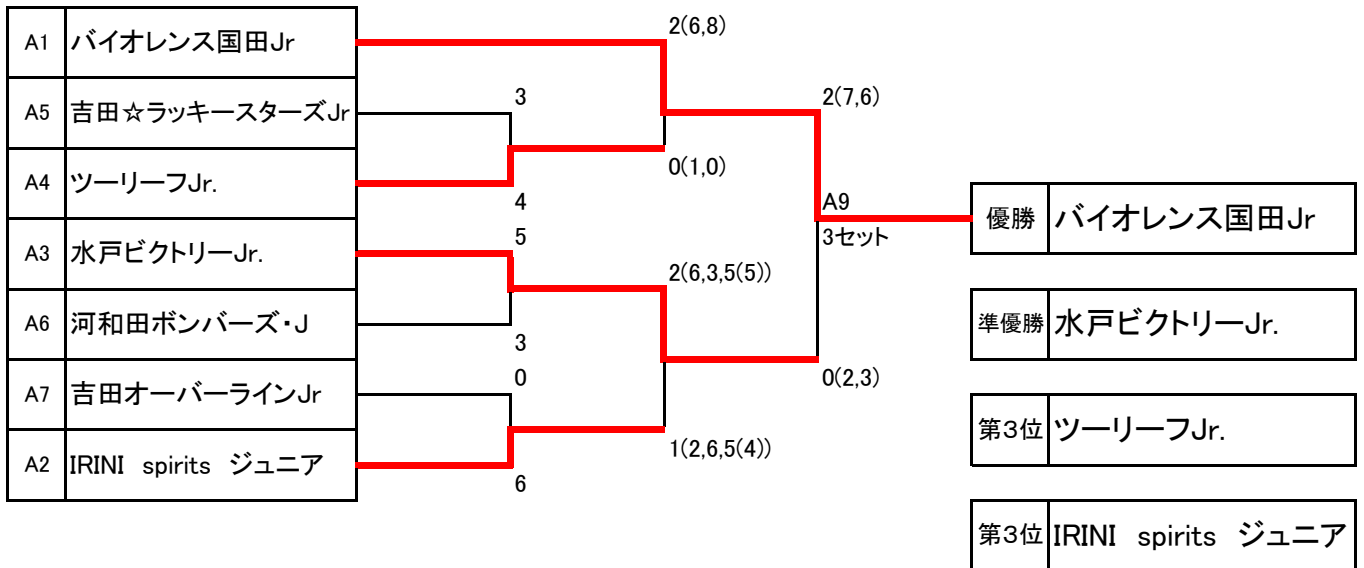 A1 バイオレンス国田Jr
A5 吉田☆ラッキースターズJr
A4 ツーリーフJr.
A3 水戸ビクトリーJr.
A6 河和田ボンバーズ・J
A7 吉田オーバーラインJr
A2 IRINI spirits ジュニア
3
4
5
3
0
6
2(6,8)
0(1,0)
2(6,3,5(5))
1(2,6,5(4))
2(7,6)
A9
3セット
0(2,3)
優勝 バイオレンス国田Jr
準優勝 水戸ビクトリーJr.
第3位 ツーリーフJr.
第3位 IRINI spirits ジュニア